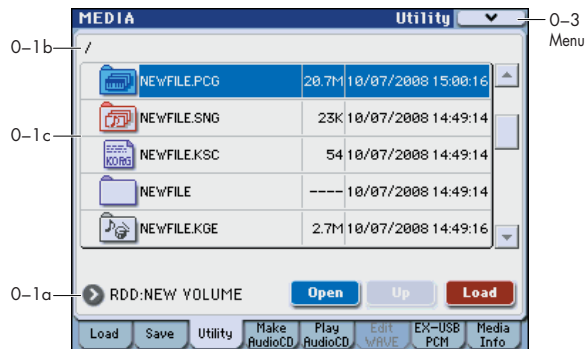 MEDIA Utility
0–3
Menu
0–1b
/
NEWFILE.PCG 20.7M 10/07/2008 15:00:16
0–1c
NEWFILE.SNG 23K 10/07/2008 14:49:14
KORG NEWFILE.KSC 54 10/07/2008 14:49:14
NEWFILE ---- 10/07/2008 14:49:14
NEWFILE.KGE 2.7M 10/07/2008 14:49:16
0–1a
RDD:NEW VOLUME Open Up Load
Load Save Utility Make AudioCD Play AudioCD Edit WAVE EX-USB PCM Media Info